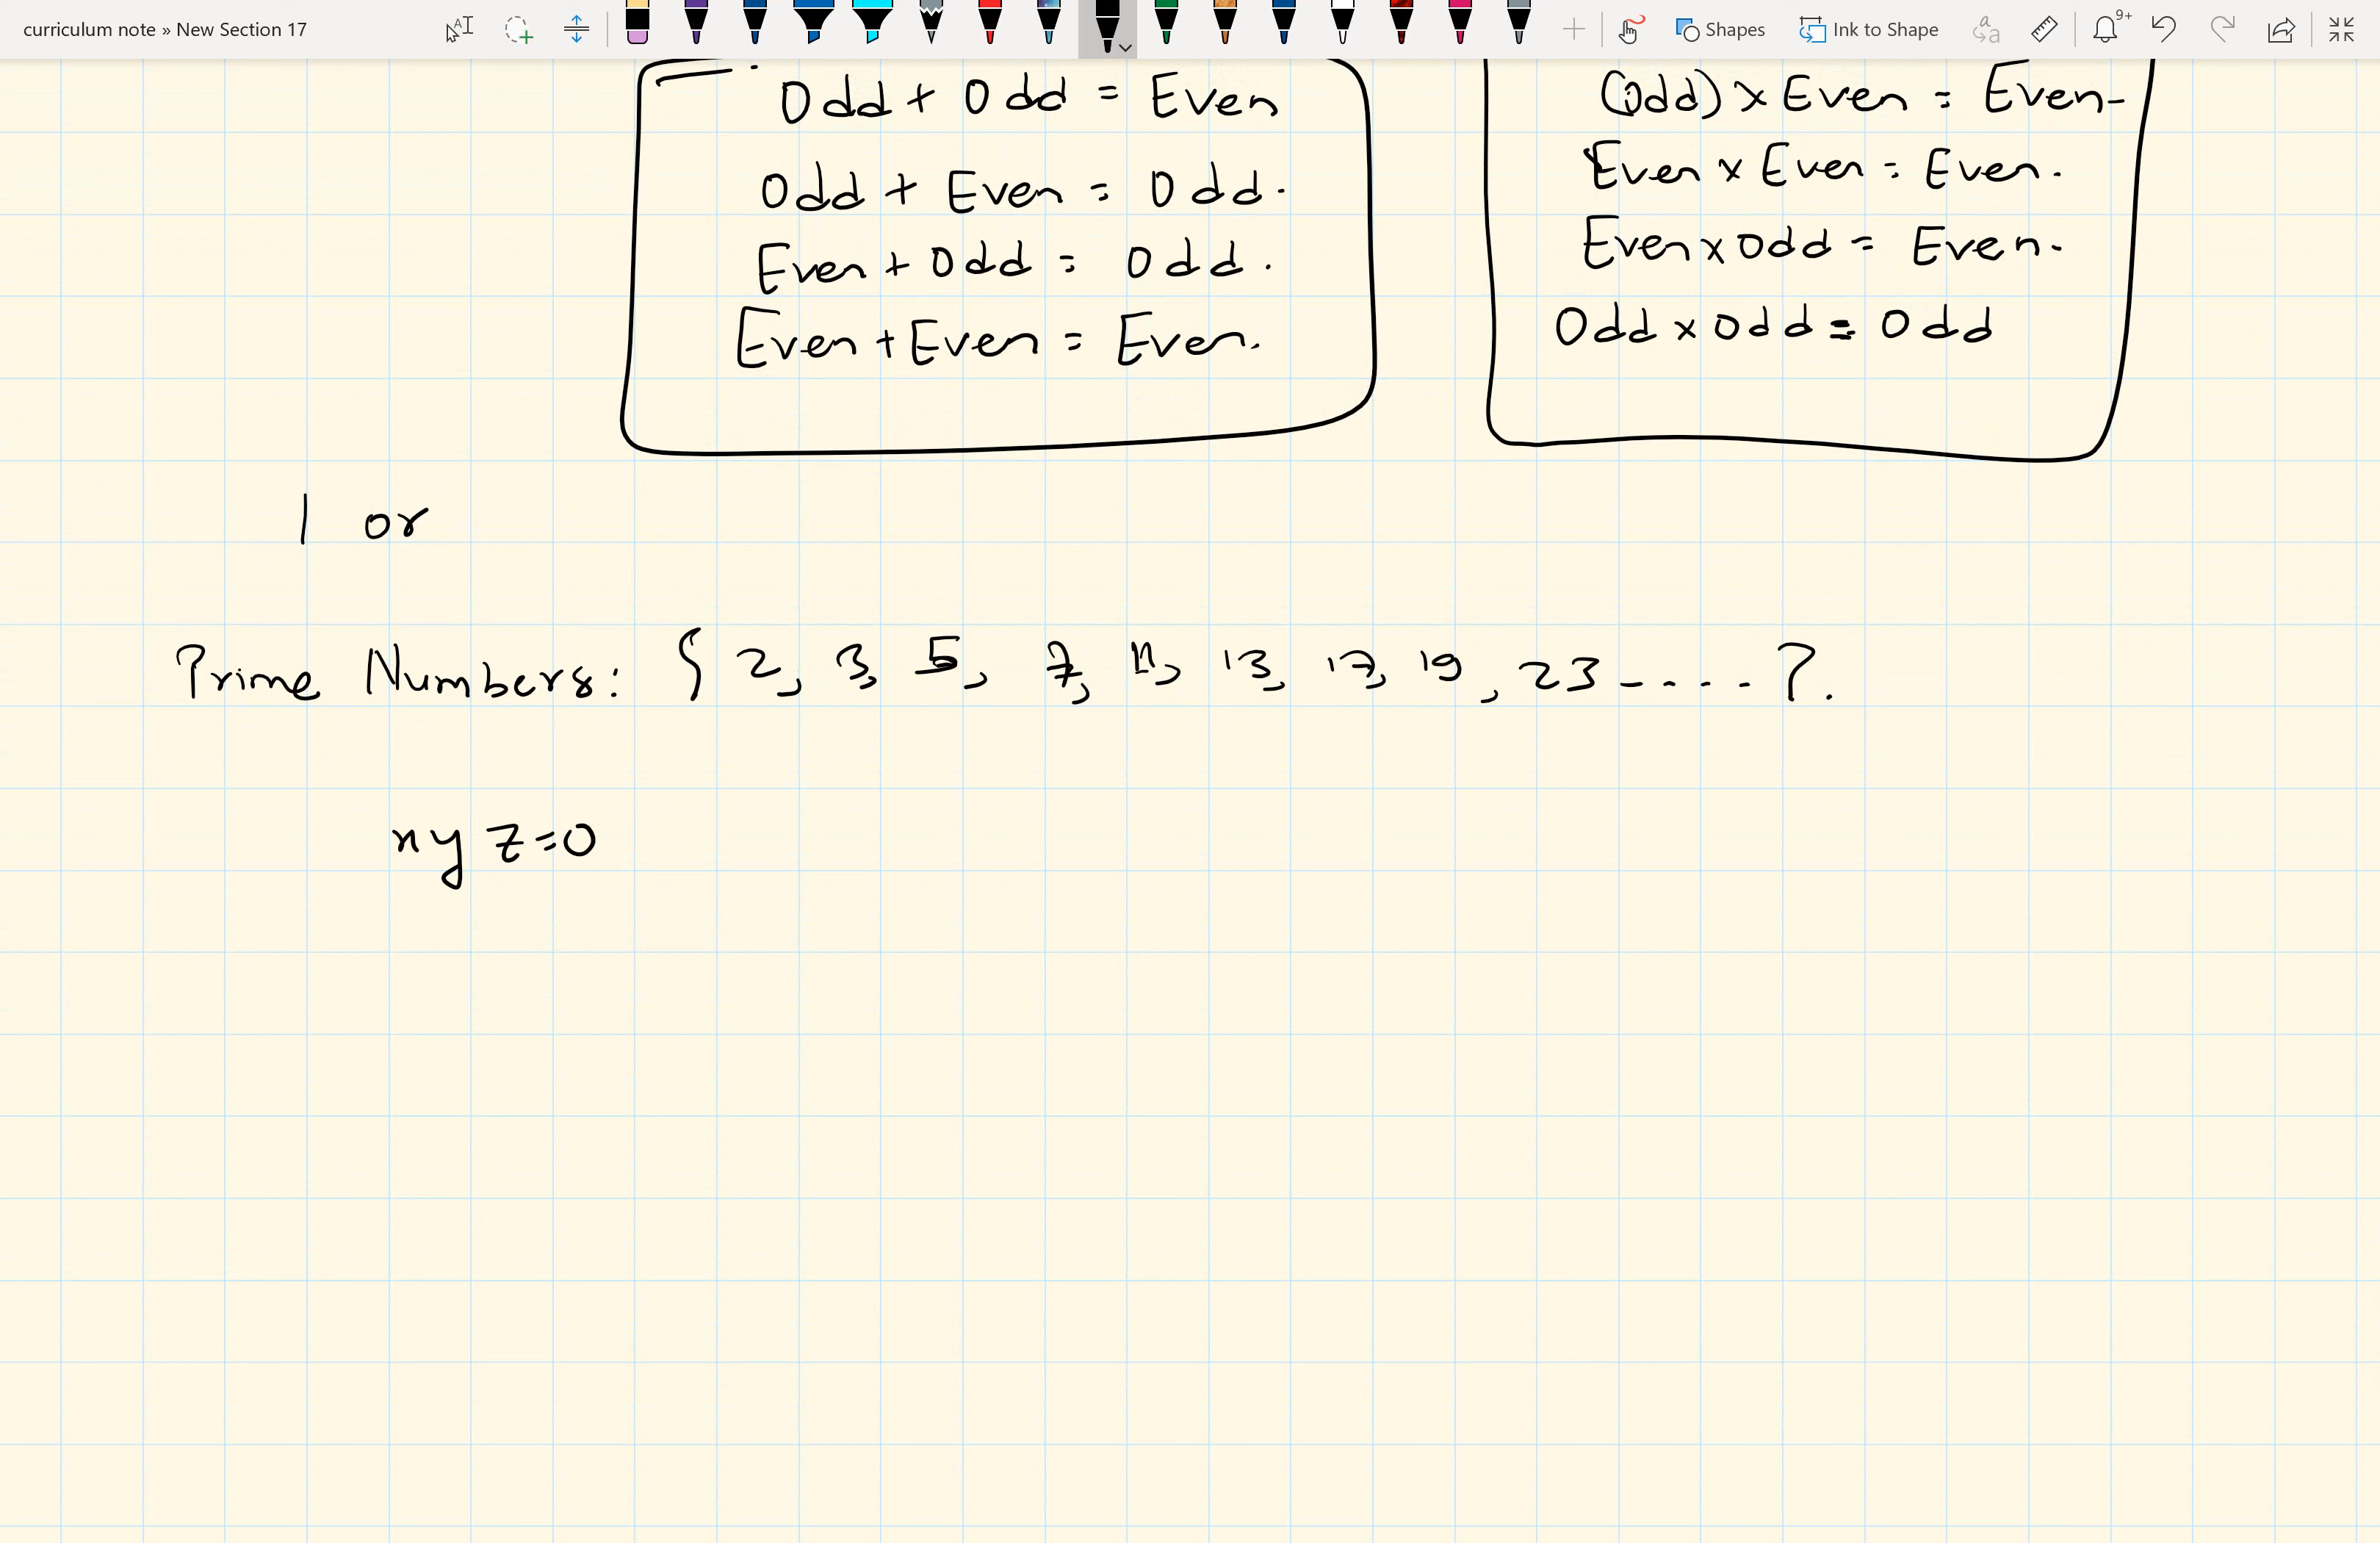 curriculum note » New Section 17
Shapes
Ink to Shape
9+
Odd + Odd = Even
Odd + Even = Odd.
Even + Odd = Odd.
Even + Even = Even.
(Odd) × Even = Even-
Even × Even = Even.
Even × Odd = Even.
Odd × Odd = Odd
1 or
Prime Numbers: { 2, 3, 5, 7, 11, 13, 17, 19, 23 - - - - }.
xyz=0